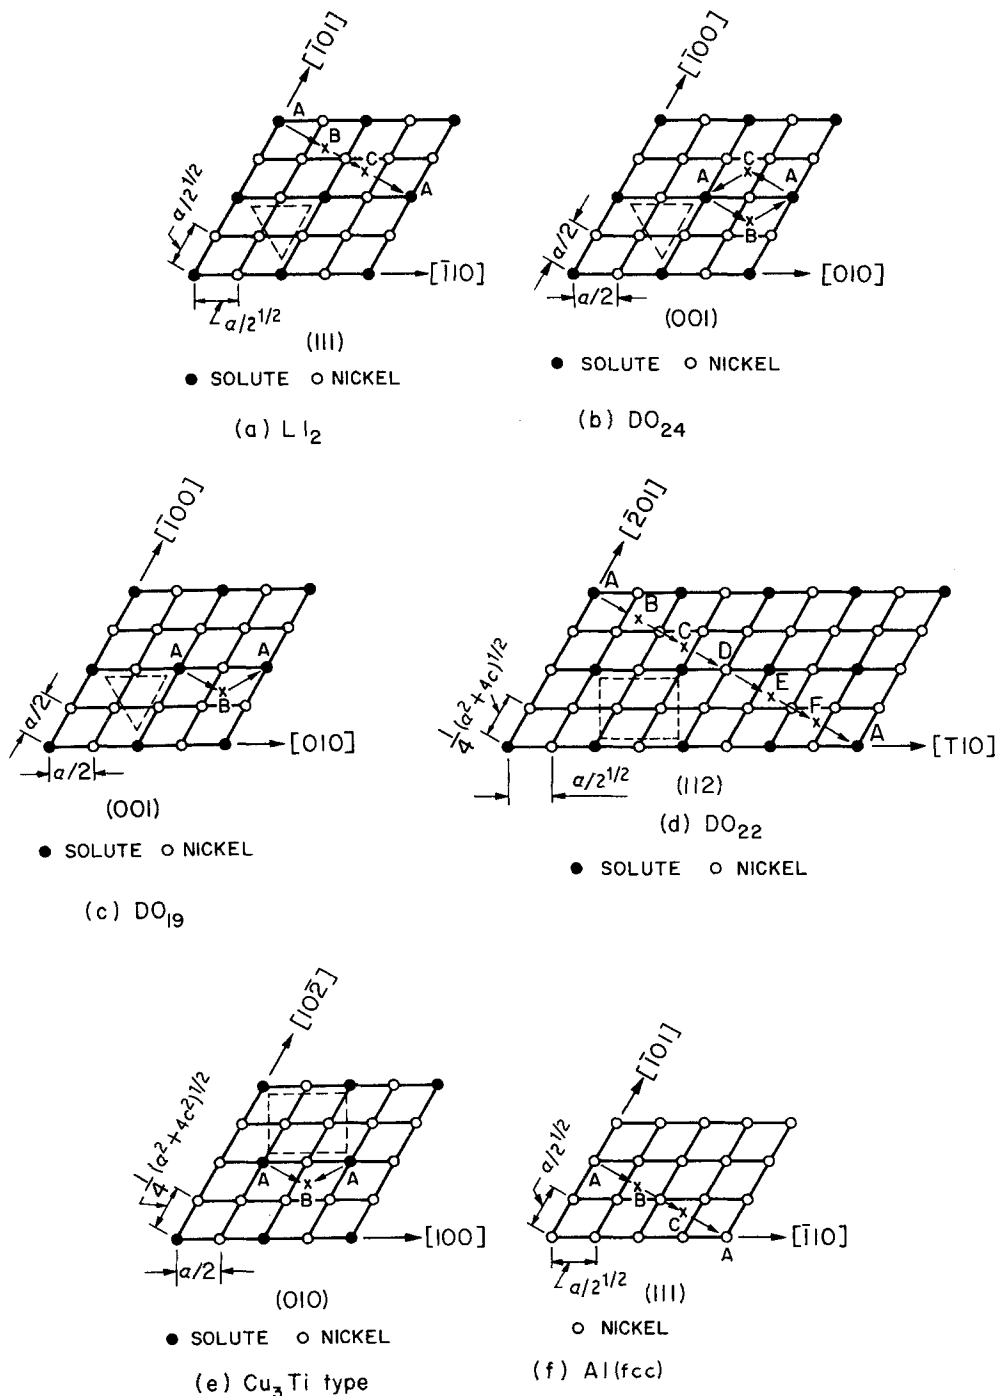 [1̄01]
A
B
C
A
a/2^1/2
[1̄10]
a/2^1/2
(111)
● SOLUTE ○ NICKEL
(a) L1₂
[1̄00]
C
A A
B
a/2
[010]
a/2
(001)
● SOLUTE ○ NICKEL
(b) DO₂₄
[1̄00]
A A
B
a/2
[010]
a/2
(001)
● SOLUTE ○ NICKEL
(c) DO₁₉
[2̄01]
A
B
C
D
E
F
A
1/4(a²+4c)^1/2
[1̄10]
a/2^1/2
(112)
(d) DO₂₂
● SOLUTE ○ NICKEL
[102̄]
A A
B
1/4(a²+4c²)^1/2
[100]
a/2
(010)
● SOLUTE ○ NICKEL
(e) Cu₃Ti type
[1̄01]
A
B
C
A
a/2^1/2
[1̄10]
a/2^1/2
(111)
○ NICKEL
(f) A1(fcc)